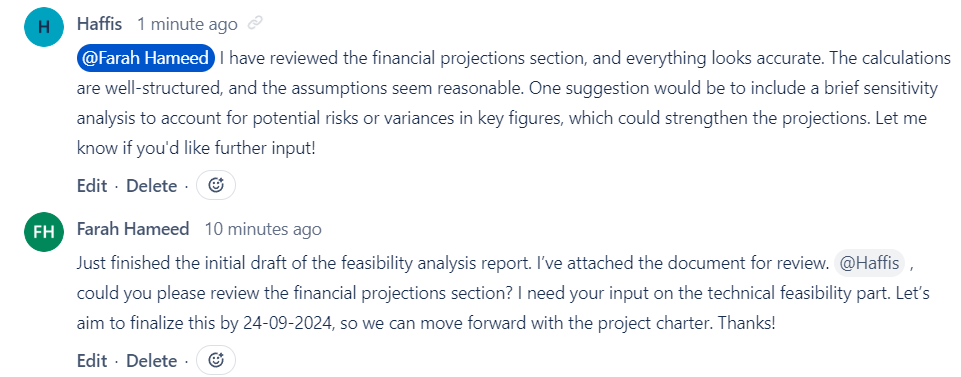 H
Haffis 1 minute ago
@Farah Hameed I have reviewed the financial projections section, and everything looks accurate. The calculations
are well-structured, and the assumptions seem reasonable. One suggestion would be to include a brief sensitivity
analysis to account for potential risks or variances in key figures, which could strengthen the projections. Let me
know if you'd like further input!
Edit · Delete ·
FH
Farah Hameed 10 minutes ago
Just finished the initial draft of the feasibility analysis report. I’ve attached the document for review. @Haffis ,
could you please review the financial projections section? I need your input on the technical feasibility part. Let’s
aim to finalize this by 24-09-2024, so we can move forward with the project charter. Thanks!
Edit · Delete ·